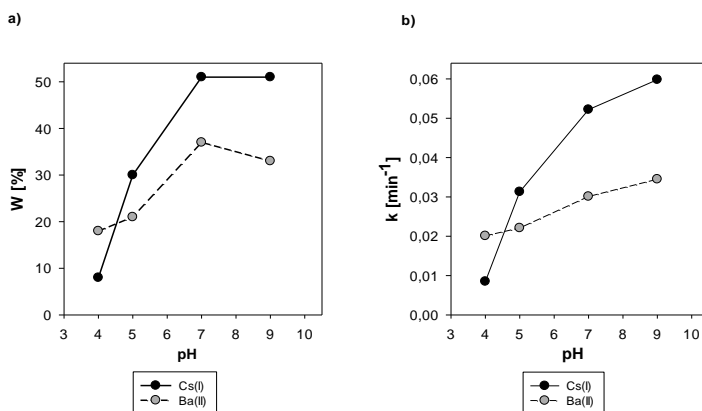 a)
W [%]
50
40
30
20
10
0
3 4 5 6 7 8 9 10
pH
Cs(I)
Ba(II)
b)
k [min⁻¹]
0,06
0,05
0,04
0,03
0,02
0,01
0,00
3 4 5 6 7 8 9 10
pH
Cs(I)
Ba(II)